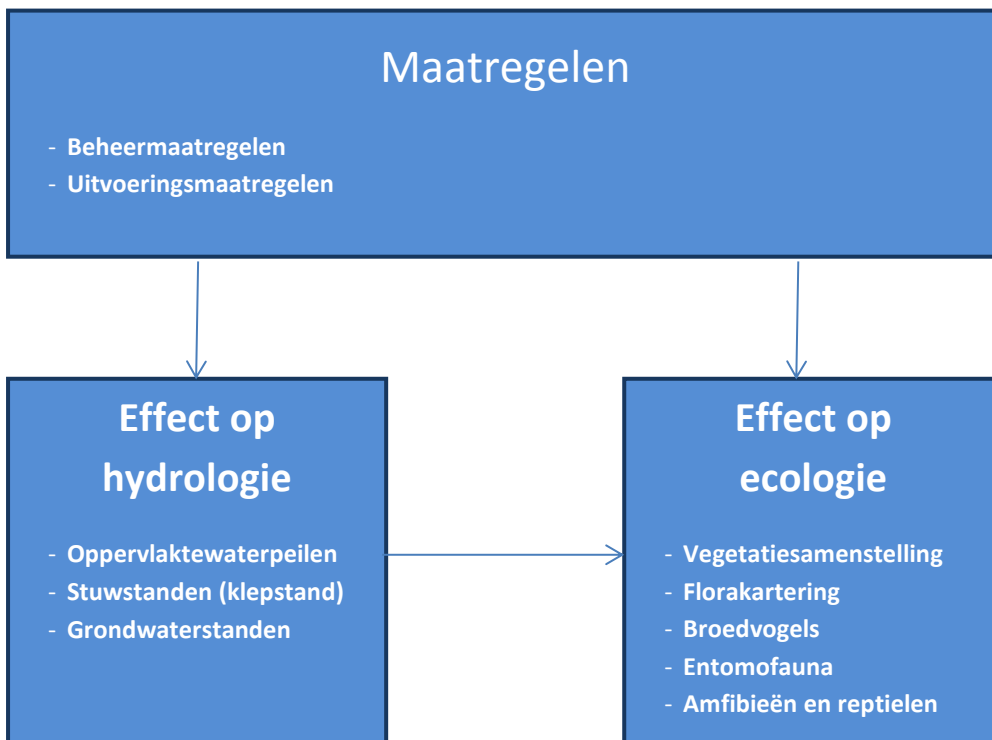 Maatregelen
- Beheermaatregelen
- Uitvoeringsmaatregelen
Effect op
hydrologie
- Oppervlaktewaterpeilen
- Stuwstanden (klepstand)
- Grondwaterstanden
Effect op
ecologie
- Vegetatiesamenstelling
- Florakartering
- Broedvogels
- Entomofauna
- Amfibieën en reptielen